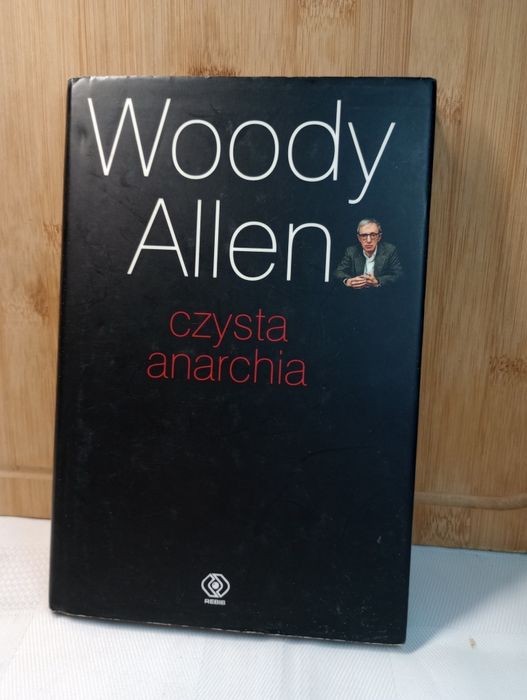 Woody
Allen
czysta
anarchia
REBIS